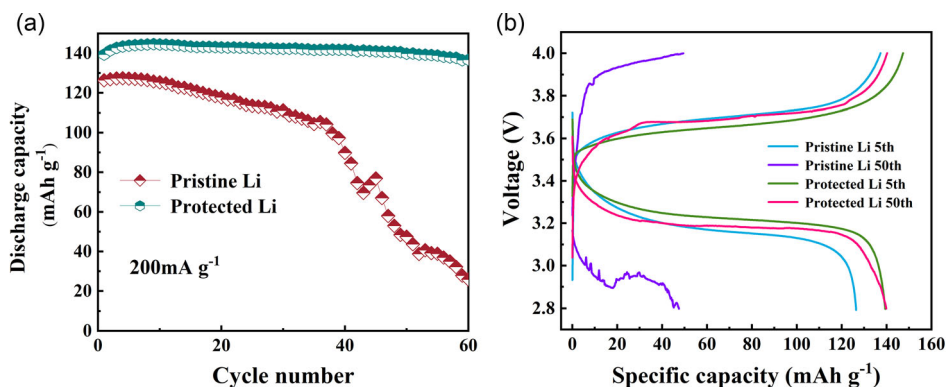 (a)
160
140
120
100
80
60
40
20
0
Discharge capacity
(mAh g⁻¹)
Pristine Li
Protected Li
200mA g⁻¹
0
20
40
60
Cycle number
(b)
4.0
3.8
3.6
3.4
3.2
3.0
2.8
Voltage (V)
Pristine Li 5th
Pristine Li 50th
Protected Li 5th
Protected Li 50th
0 20 40 60 80 100 120 140 160
Specific capacity (mAh g⁻¹)